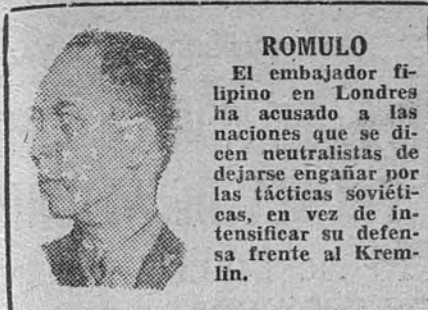 ROMULO
El embajador fi-
lipino en Londres
ha acusado a las
naciones que se di-
cen neutralistas de
dejarse engañar por
las tácticas soviéti-
cas, en vez de in-
tensificar su defen-
sa frente al Krem-
lin.